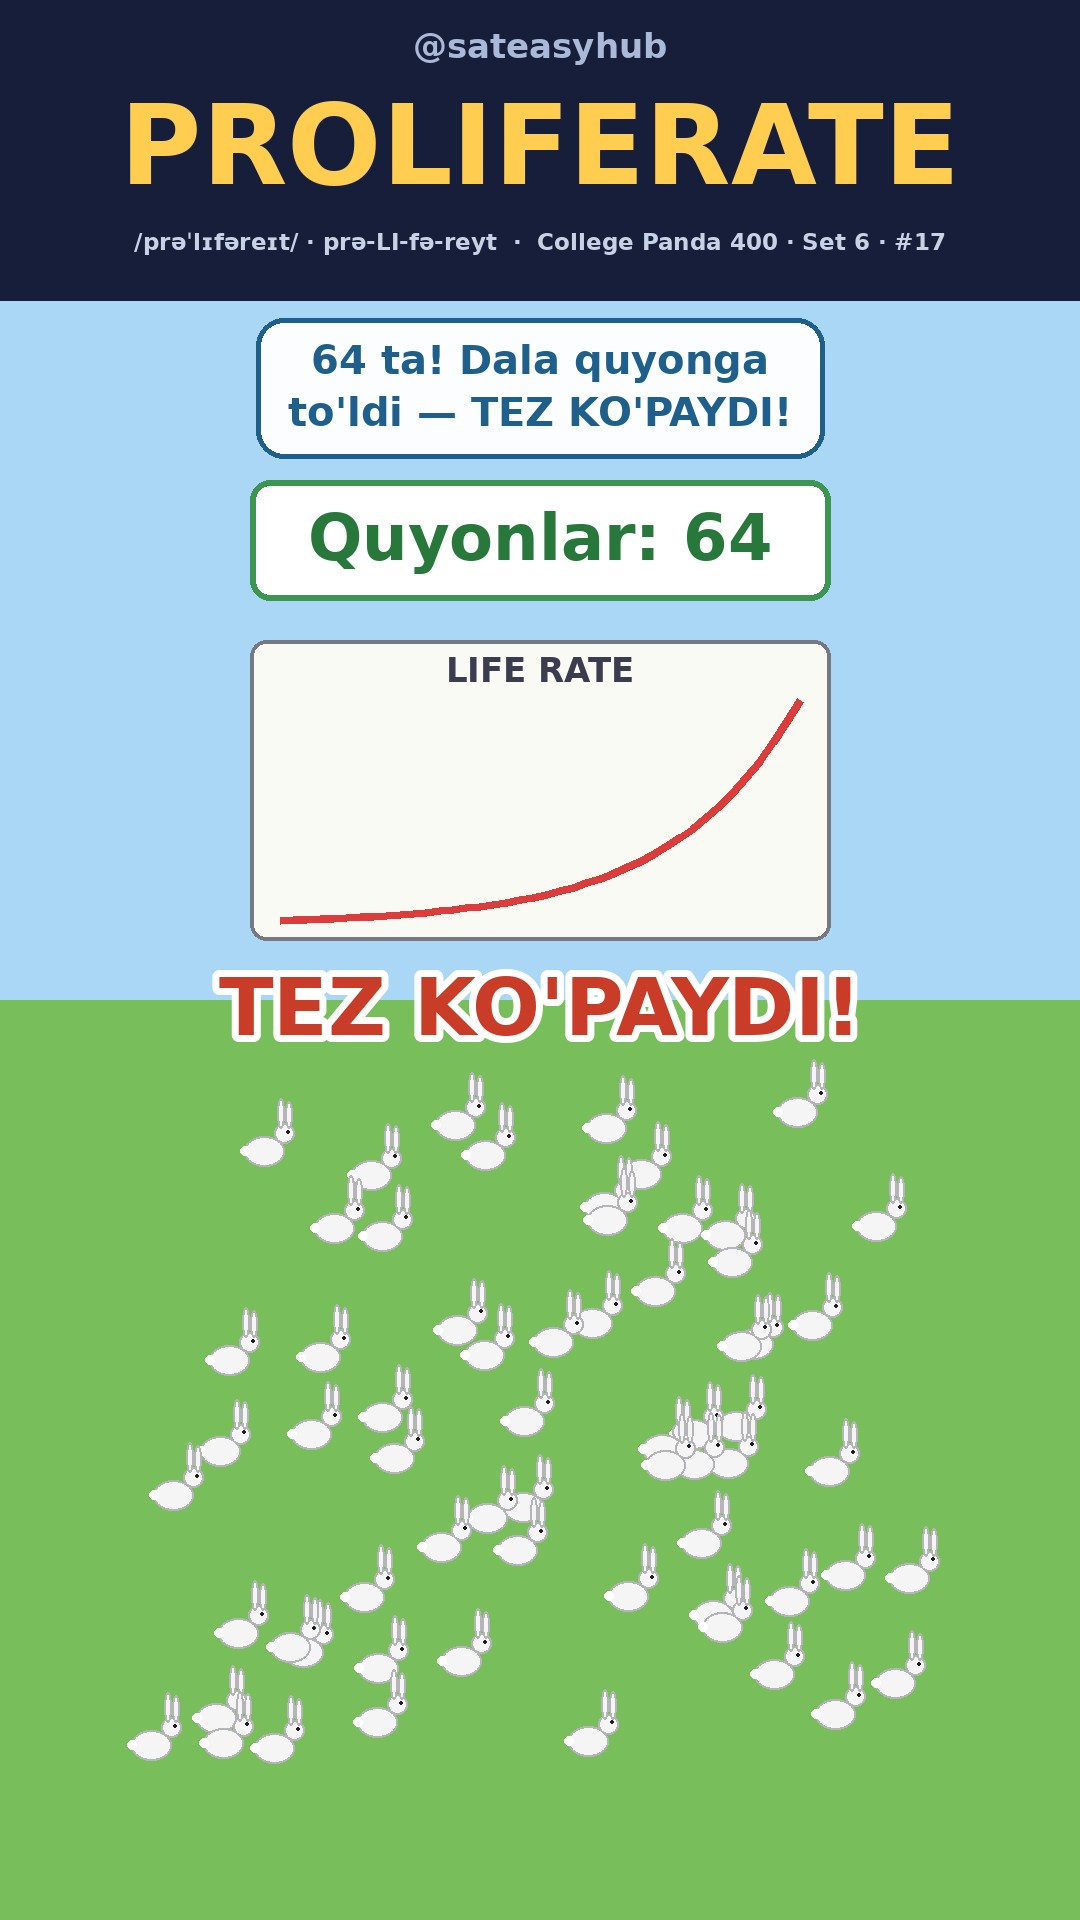 @sateasyhub
PROLIFERATE
/prəˈlɪfəreɪt/ · prə-LI-fə-reyt · College Panda 400 · Set 6 · #17
64 ta! Dala quyonga
to'ldi — TEZ KO'PAYDI!
Quyonlar: 64
LIFE RATE
TEZ KO'PAYDI!